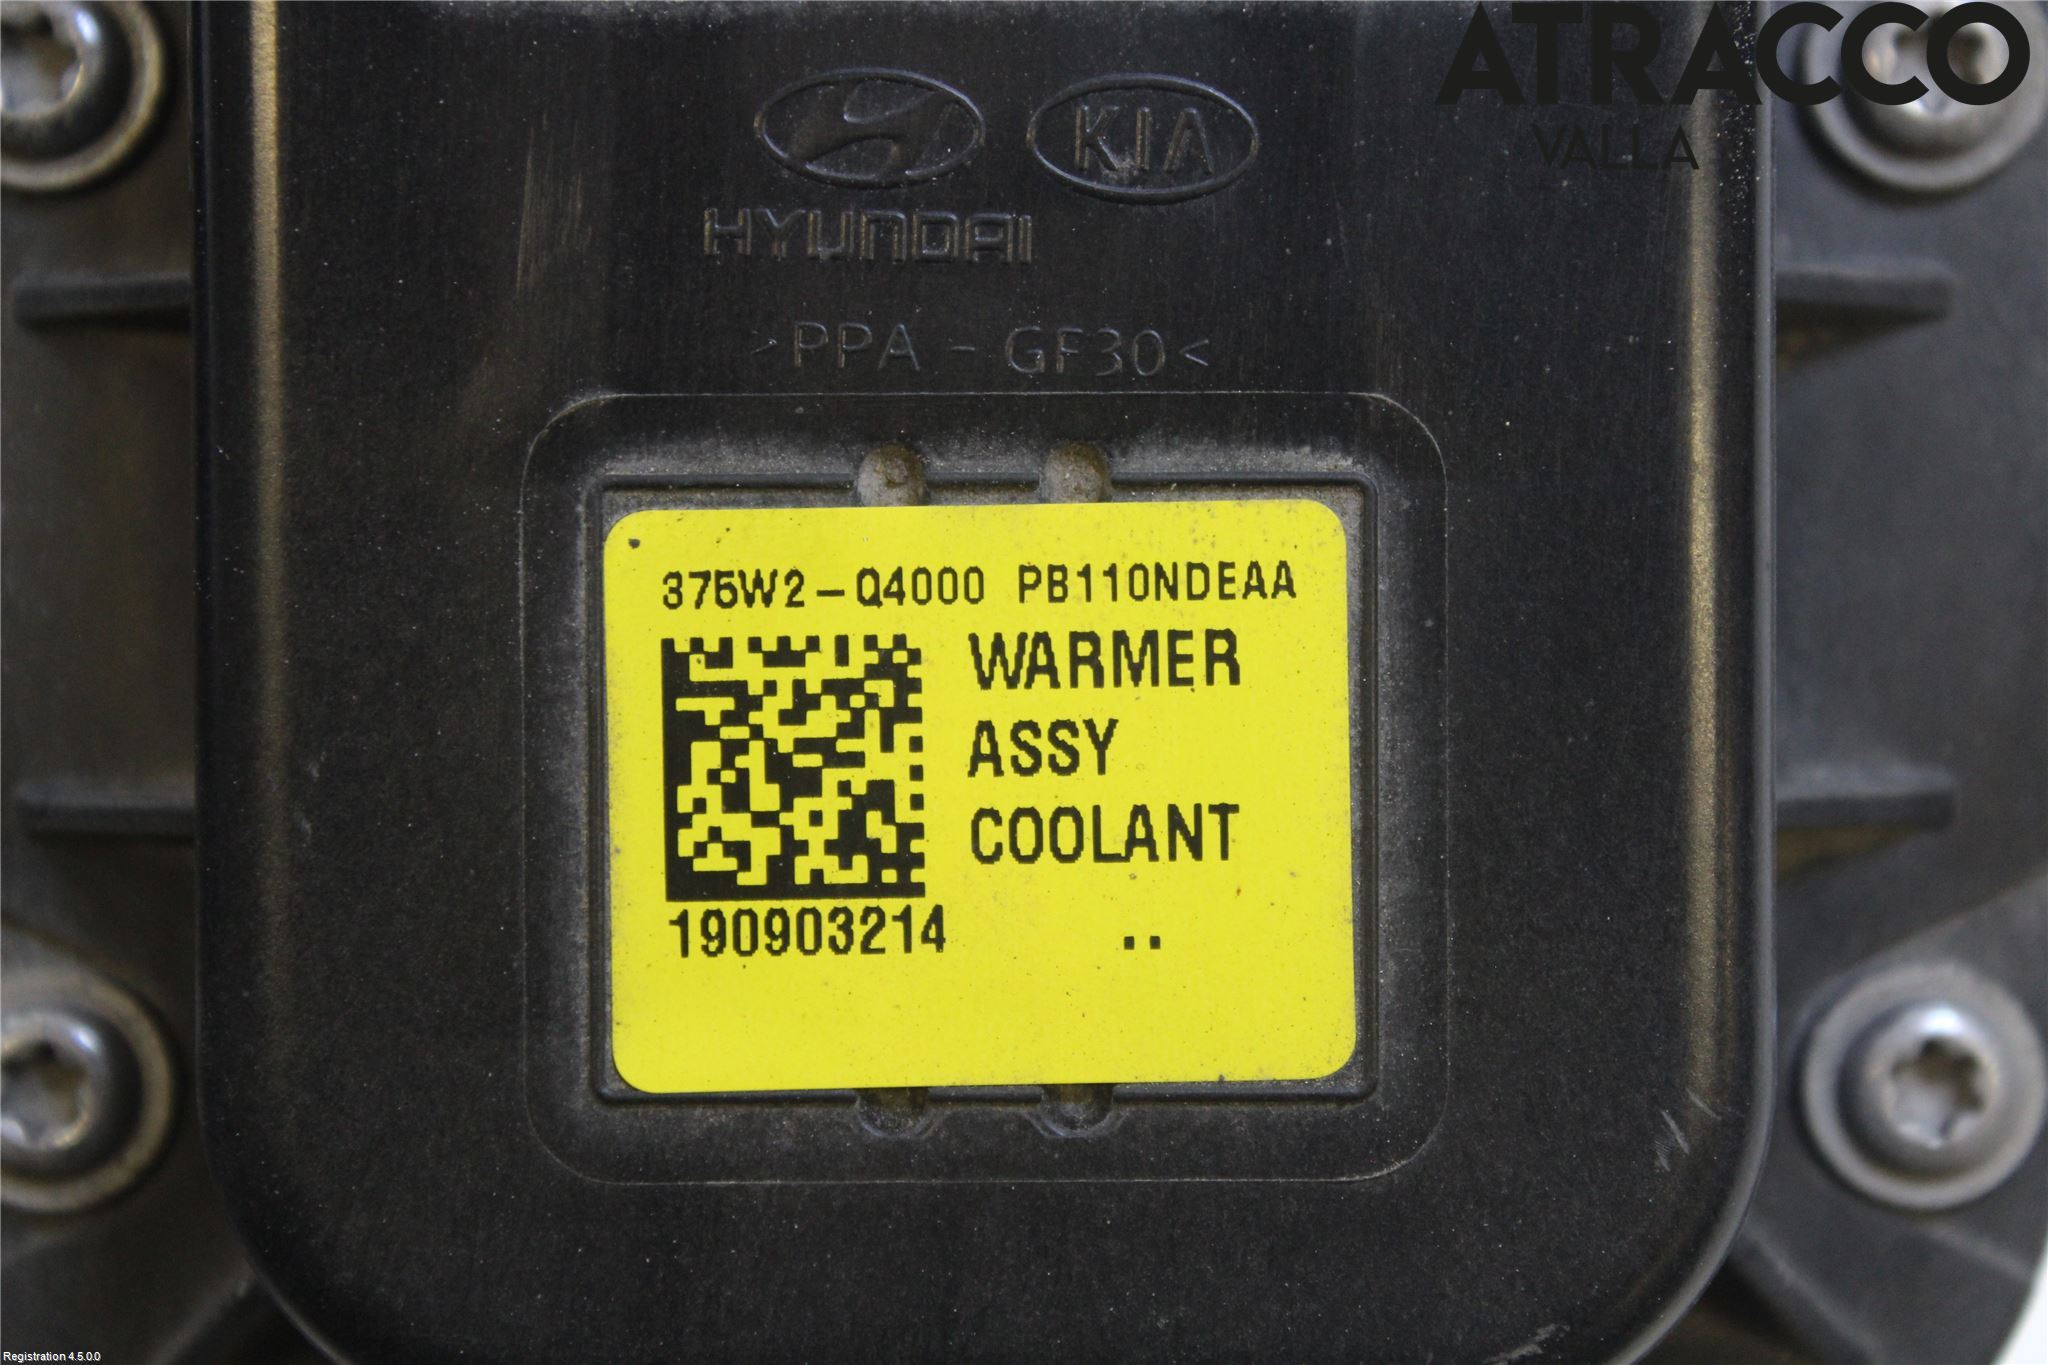 ATRACCO
VALLA
KIA
HYUNDAI
>PPA - GF30<
375W2-Q4000 PB110NDEAA
WARMER
ASSY
COOLANT
190903214 ..
Registration 4.5.0.0